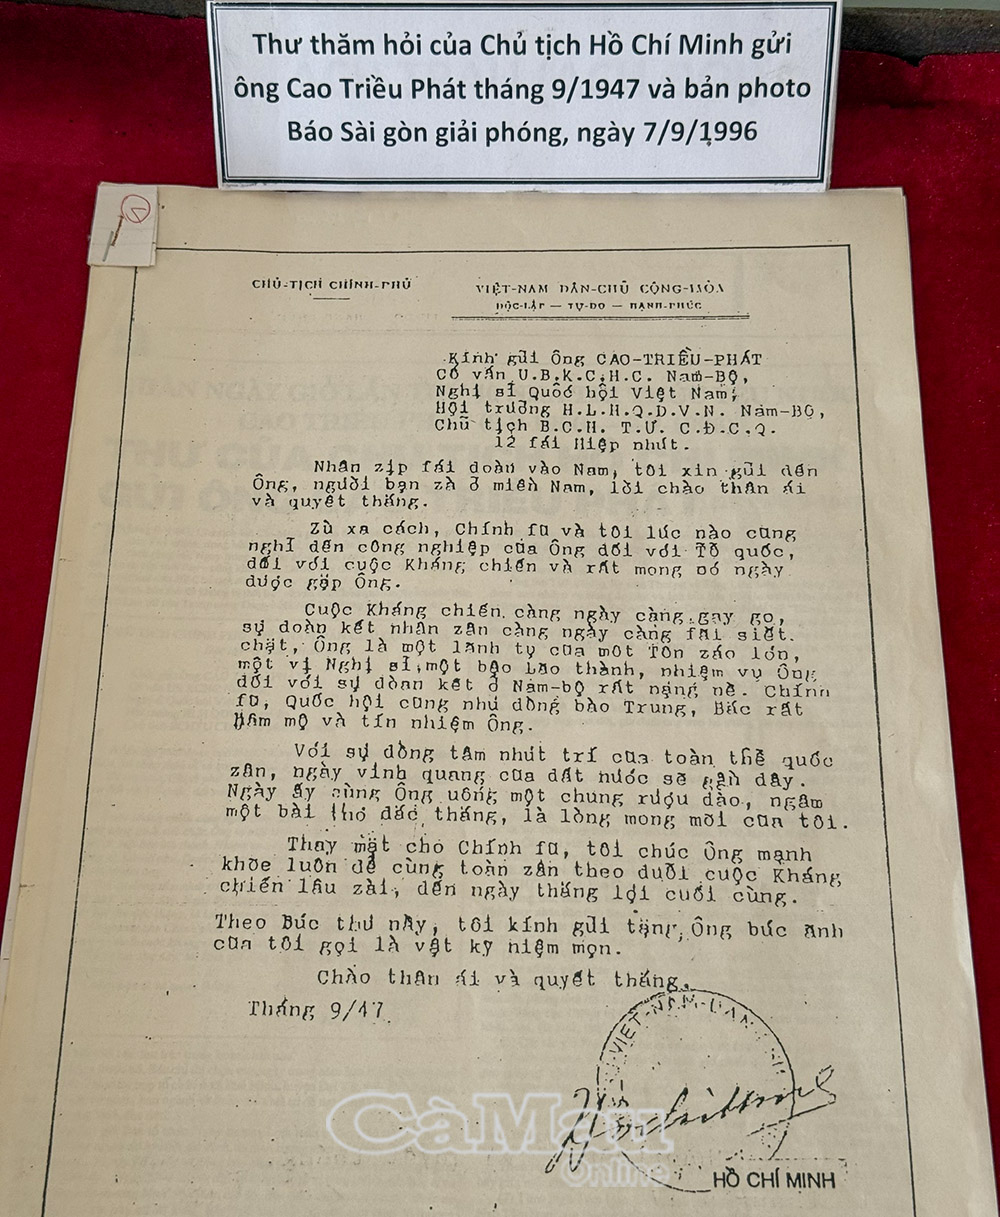 Thư thăm hỏi của Chủ tịch Hồ Chí Minh gửi
ông Cao Triều Phát tháng 9/1947 và bản photo
Báo Sài gòn giải phóng, ngày 7/9/1996
CHỦ-TỊCH CHÍNH-PHỦ
VIỆT-NAM DÂN-CHỦ CỘNG-HÒA
ĐỘC-LẬP — TỰ-DO — HẠNH-PHÚC
Kính gửi Ông CAO-TRIỀU-PHÁT
Cố vấn U.B.K.C.H.C. Nam-Bộ,
Nghị sĩ Quốc hội Việt Nam,
Hội trưởng H.L.H.Q.D.V.N. Nam-Bộ,
Chủ tịch B.C.H. T.Ư. C.Đ.C.Q.
12 fái Hiệp nhứt.
Nhân zịp fái đoàn vào Nam, tôi xin gửi đến
Ông, người bạn zà ở miền Nam, lời chào thân ái
và quyết thắng.
Zù xa cách, Chính fủ và tôi lúc nào cũng
nghĩ đến công nghiệp của Ông đối với Tổ quốc,
đối với cuộc Kháng chiến và rất mong có ngày
được gặp Ông.
Cuộc Kháng chiến càng ngày càng gay go,
sự đoàn kết nhân zân càng ngày càng fải siết
chặt, Ông là một lãnh tụ của một Tôn záo lớn,
một vị Nghị sĩ, một bạo Lão thành, nhiệm vụ Ông
đối với sự đoàn kết ở Nam-bộ rất nặng nề. Chính
fủ, Quốc hội cũng như đồng bào Trung, Bắc rất
hâm mộ và tín nhiệm Ông.
Với sự đồng tâm nhứt trí của toàn thể quốc
zân, ngày vinh quang của đất nước sẽ gần đây.
Ngày ấy cùng Ông uống một chung rượu đào, ngâm
một bài thơ đắc thắng, là lòng mong mỏi của tôi.
Thay mặt cho Chính fủ, tôi chúc Ông mạnh
khỏe luôn để cùng toàn zân theo đuổi cuộc Kháng
chiến lâu zài, đến ngày thắng lợi cuối cùng.
Theo Bức thư này, tôi kính gửi tặng Ông bức ảnh
của tôi gọi là vật kỷ niệm mọn.
Chào thân ái và quyết thắng.
Tháng 9/47
VIỆT-NAM-DÂN
Hồ Chí Minh
HỒ CHÍ MINH
Cà Mau
Online